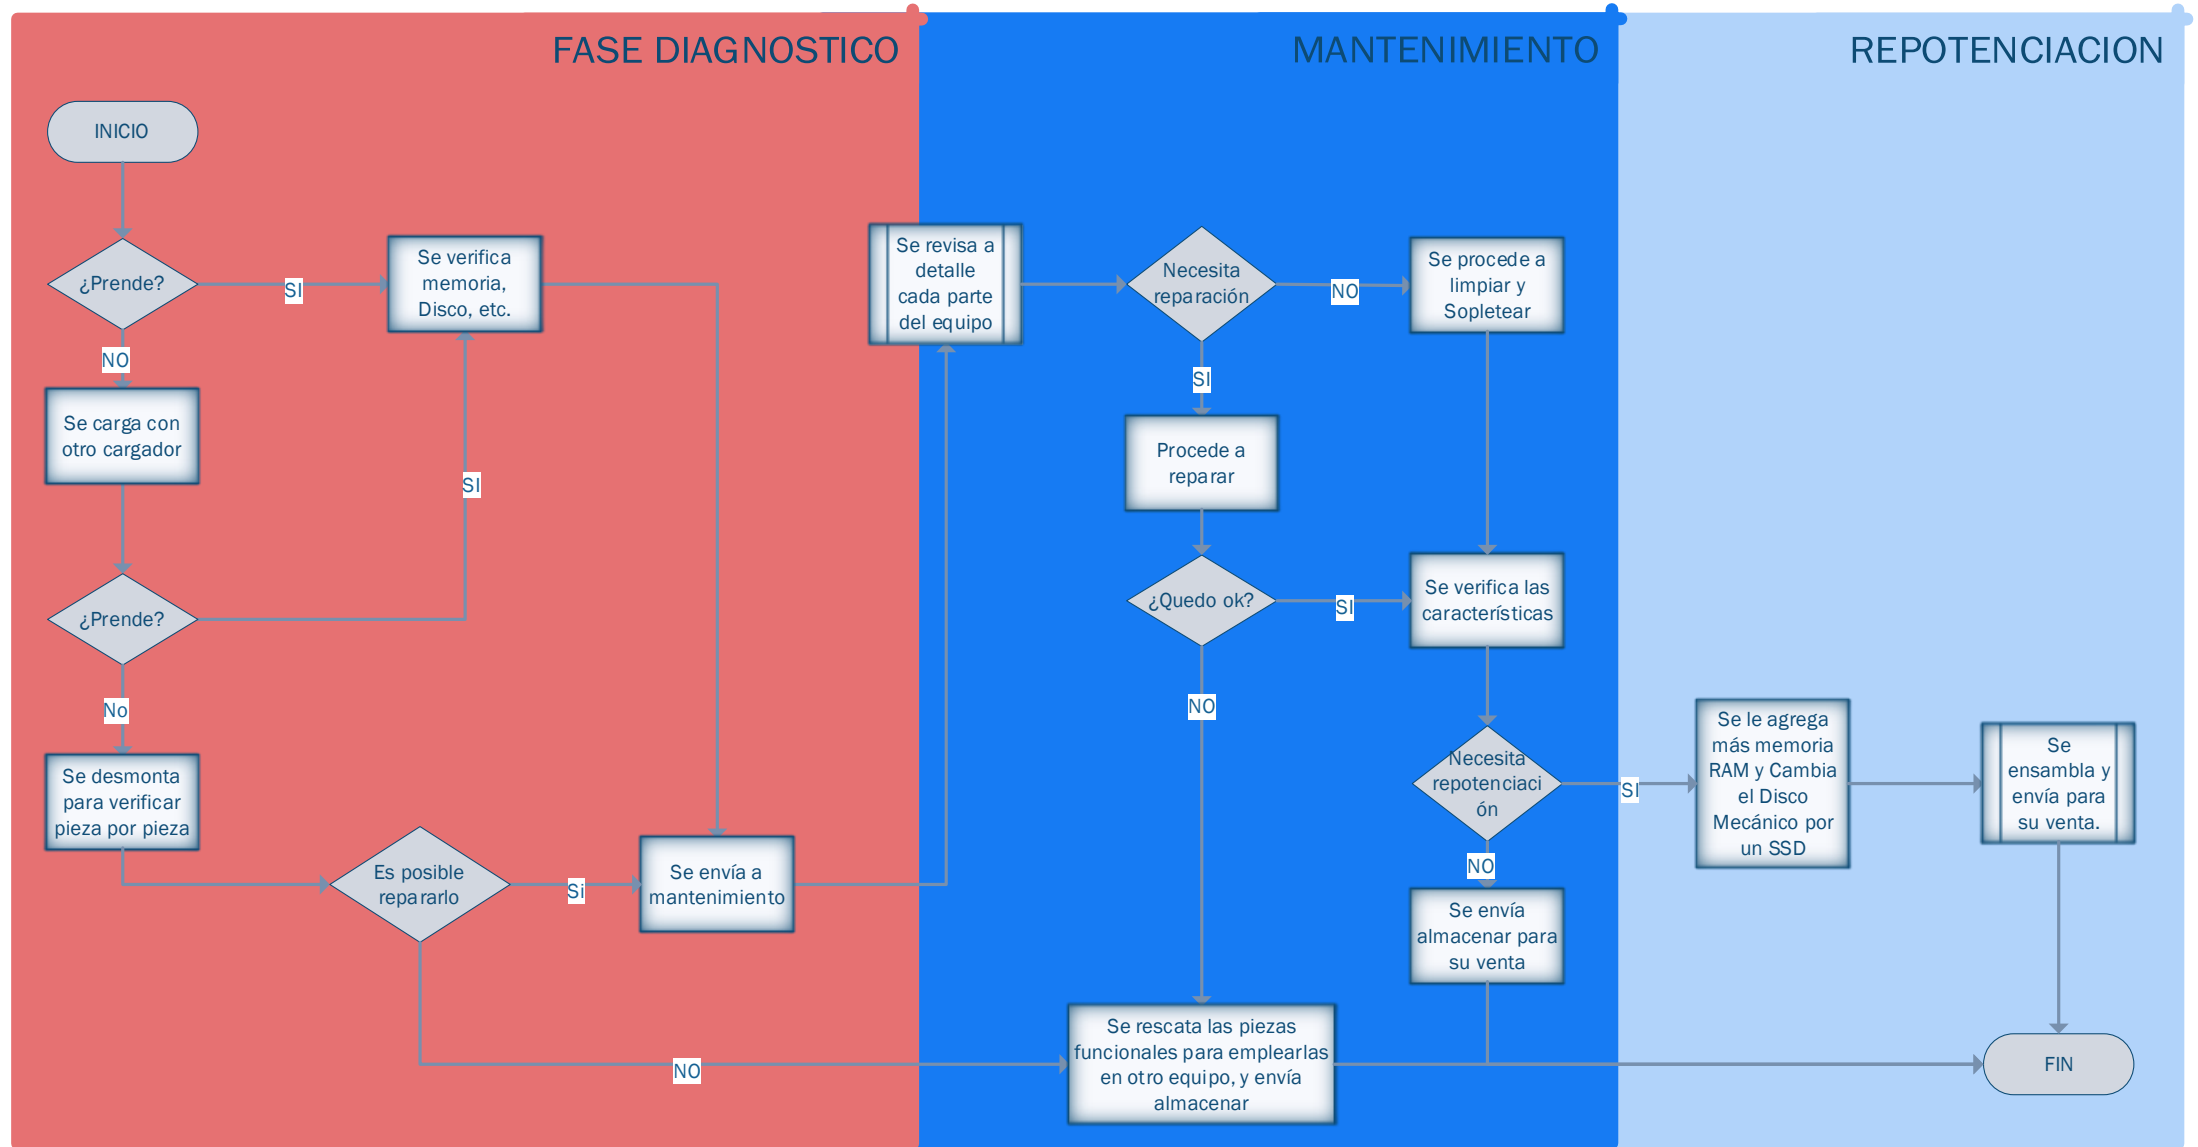 FASE DIAGNOSTICO
MANTENIMIENTO
REPOTENCIACION
INICIO
¿Prende?
SI
Se verifica
memoria,
Disco, etc.
NO
Se carga con
otro cargador
SI
¿Prende?
No
Se desmonta
para verificar
pieza por pieza
Es posible
repararlo
Si
Se envía a
mantenimiento
NO
Se revisa a
detalle
cada parte
del equipo
Necesita
reparación
NO
Se procede a
limpiar y
Sopletear
SI
Procede a
reparar
¿Quedo ok?
SI
Se verifica las
características
NO
Necesita
repotenciaci
ón
SI
NO
Se envía
almacenar para
su venta
Se rescata las piezas
funcionales para emplearlas
en otro equipo, y envía
almacenar
Se le agrega
más memoria
RAM y Cambia
el Disco
Mecánico por
un SSD
Se
ensambla y
envía para
su venta.
FIN